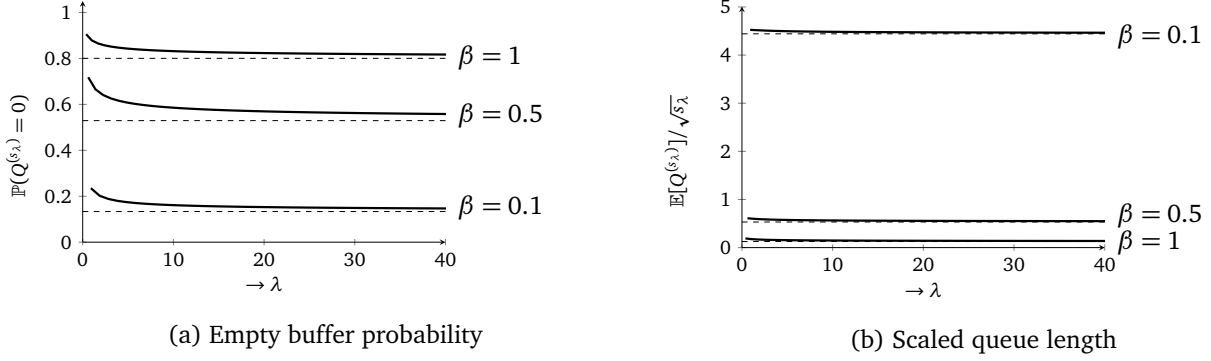 1
0.8
0.6
0.4
0.2
0
0 10 20 30 40
→ λ
ℙ(Q^{(s_λ)} = 0)
β = 1
β = 0.5
β = 0.1
(a) Empty buffer probability
5
4
3
2
1
0
0 10 20 30 40
→ λ
𝔼[Q^{(s_λ)}]/√s_λ
β = 0.1
β = 0.5
β = 1
(b) Scaled queue length